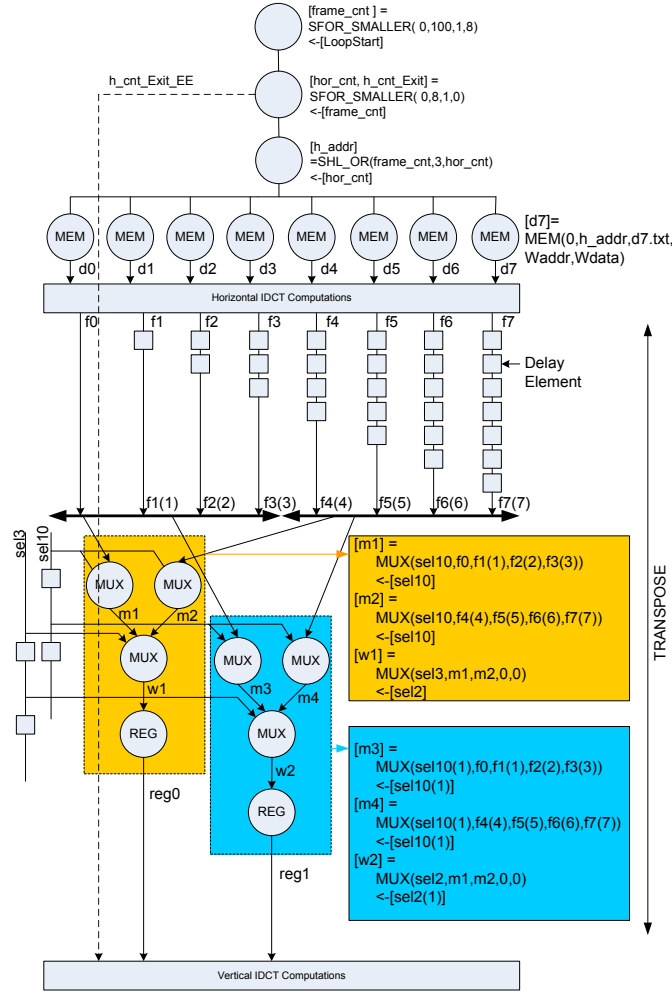 [frame_cnt ] =
SFOR_SMALLER( 0,100,1,8)
<-[LoopStart]
h_cnt_Exit_EE
[hor_cnt, h_cnt_Exit] =
SFOR_SMALLER( 0,8,1,0)
<-[frame_cnt]
[h_addr]
=SHL_OR(frame_cnt,3,hor_cnt)
<-[hor_cnt]
MEM MEM MEM MEM MEM MEM MEM MEM
[d7]=
MEM(0,h_addr,d7.txt,
Waddr,Wdata)
d0 d1 d2 d3 d4 d5 d6 d7
Horizontal IDCT Computations
f0 f1 f2 f3 f4 f5 f6 f7
Delay
Element
f1(1) f2(2) f3(3) f4(4) f5(5) f6(6) f7(7)
sel3
sel10
MUX MUX
m1 m2
MUX
w1
REG
reg0
MUX MUX
m3 m4
MUX
w2
REG
reg1
[m1] =
MUX(sel10,f0,f1(1),f2(2),f3(3))
<-[sel10]
[m2] =
MUX(sel10,f4(4),f5(5),f6(6),f7(7))
<-[sel10]
[w1] =
MUX(sel3,m1,m2,0,0)
<-[sel2]
[m3] =
MUX(sel10(1),f0,f1(1),f2(2),f3(3))
<-[sel10(1)]
[m4] =
MUX(sel10(1),f4(4),f5(5),f6(6),f7(7))
<-[sel10(1)]
[w2] =
MUX(sel2,m1,m2,0,0)
<-[sel2(1)]
TRANSPOSE
Vertical IDCT Computations